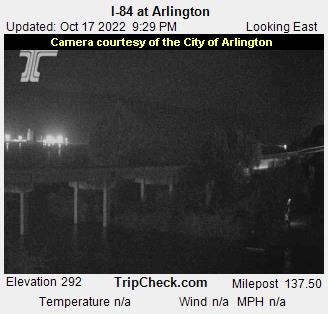 I-84 at Arlington
Updated: Oct 17 2022 9:29 PM Looking East
Camera courtesy of the City of Arlington
Elevation 292 TripCheck.com Milepost 137.50
Temperature n/a Wind n/a MPH n/a